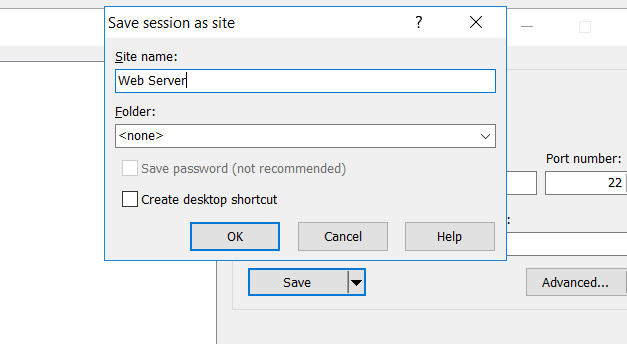 Save session as site
?
Site name:
Web Server
Folder:
<none>
Save password (not recommended)
Create desktop shortcut
OK Cancel Help
Port number:
22
:
Save
Advanced...